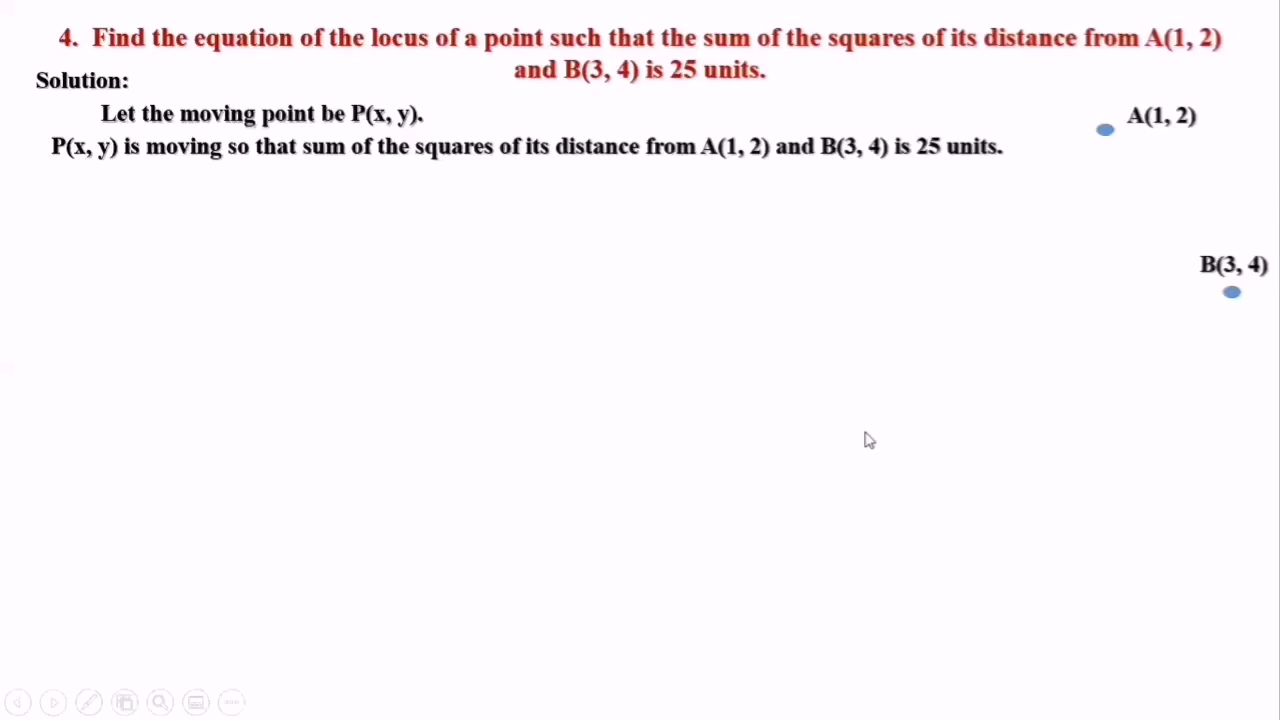 4. Find the equation of the locus of a point such that the sum of the squares of its distance from A(1, 2)
and B(3, 4) is 25 units.
Solution:
Let the moving point be P(x, y).
A(1, 2)
P(x, y) is moving so that sum of the squares of its distance from A(1, 2) and B(3, 4) is 25 units.
B(3, 4)